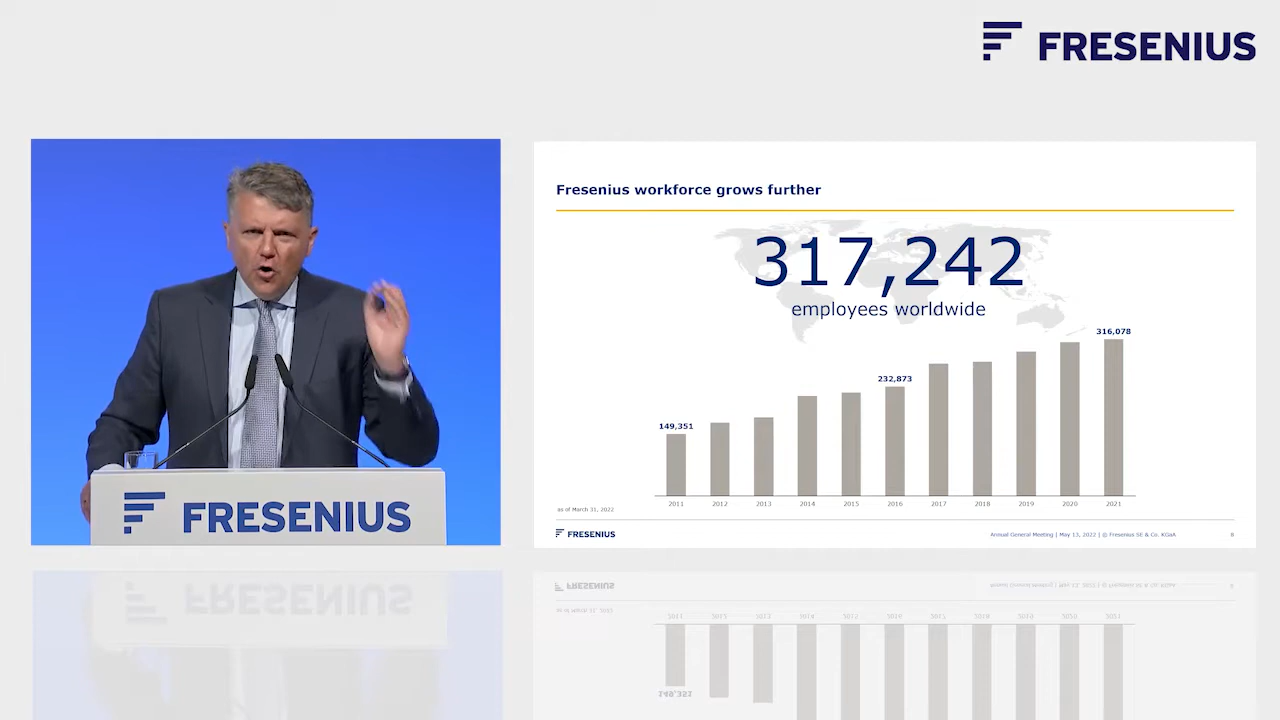 FRESENIUS
FRESENIUS
Fresenius workforce grows further
317,242
employees worldwide
316,078
232,873
149,351
2011 2012 2013 2014 2015 2016 2017 2018 2019 2020 2021
as of March 31, 2022
FRESENIUS
Annual General Meeting | May 13, 2022 | © Fresenius SE & Co. KGaA
8